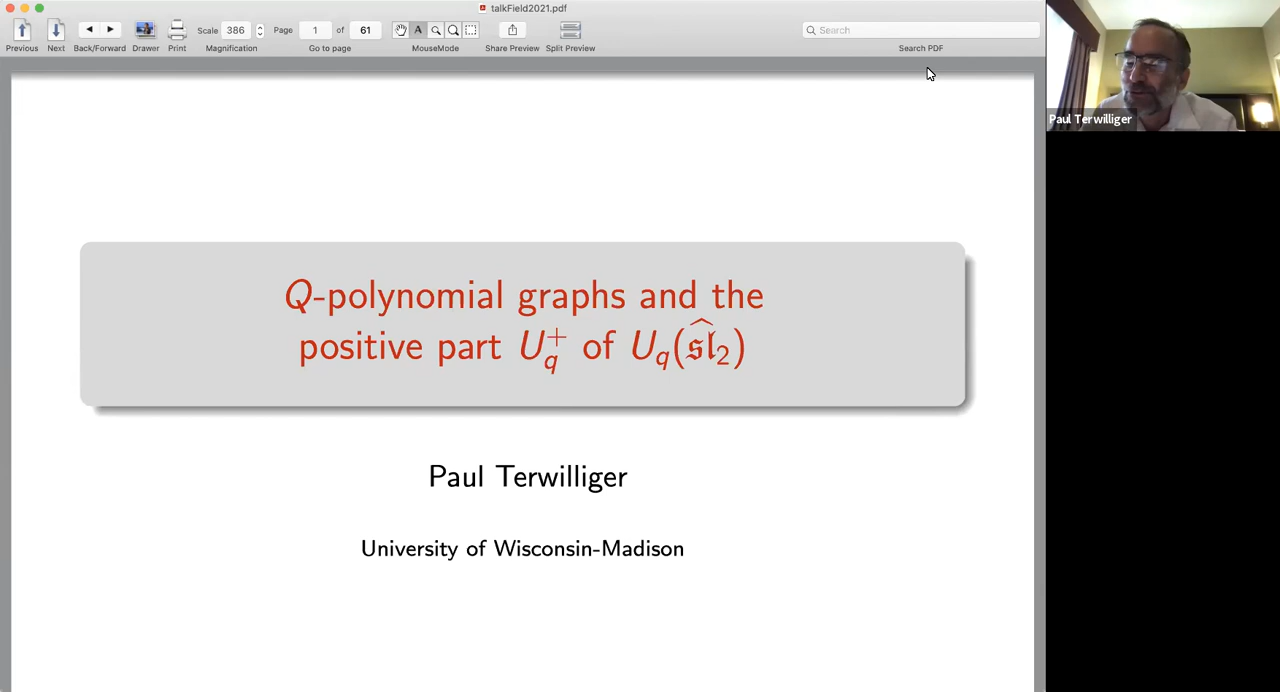 talkField2021.pdf
Scale 386 Page 1 of 61 A Search
Previous Next Back/Forward Drawer Print Magnification Go to page MouseMode Share Preview Split Preview Search PDF
Paul Terwilliger
Q-polynomial graphs and the
positive part U_q^+ of U_q(\widehat{𝔰𝔩}_2)
Paul Terwilliger
University of Wisconsin-Madison